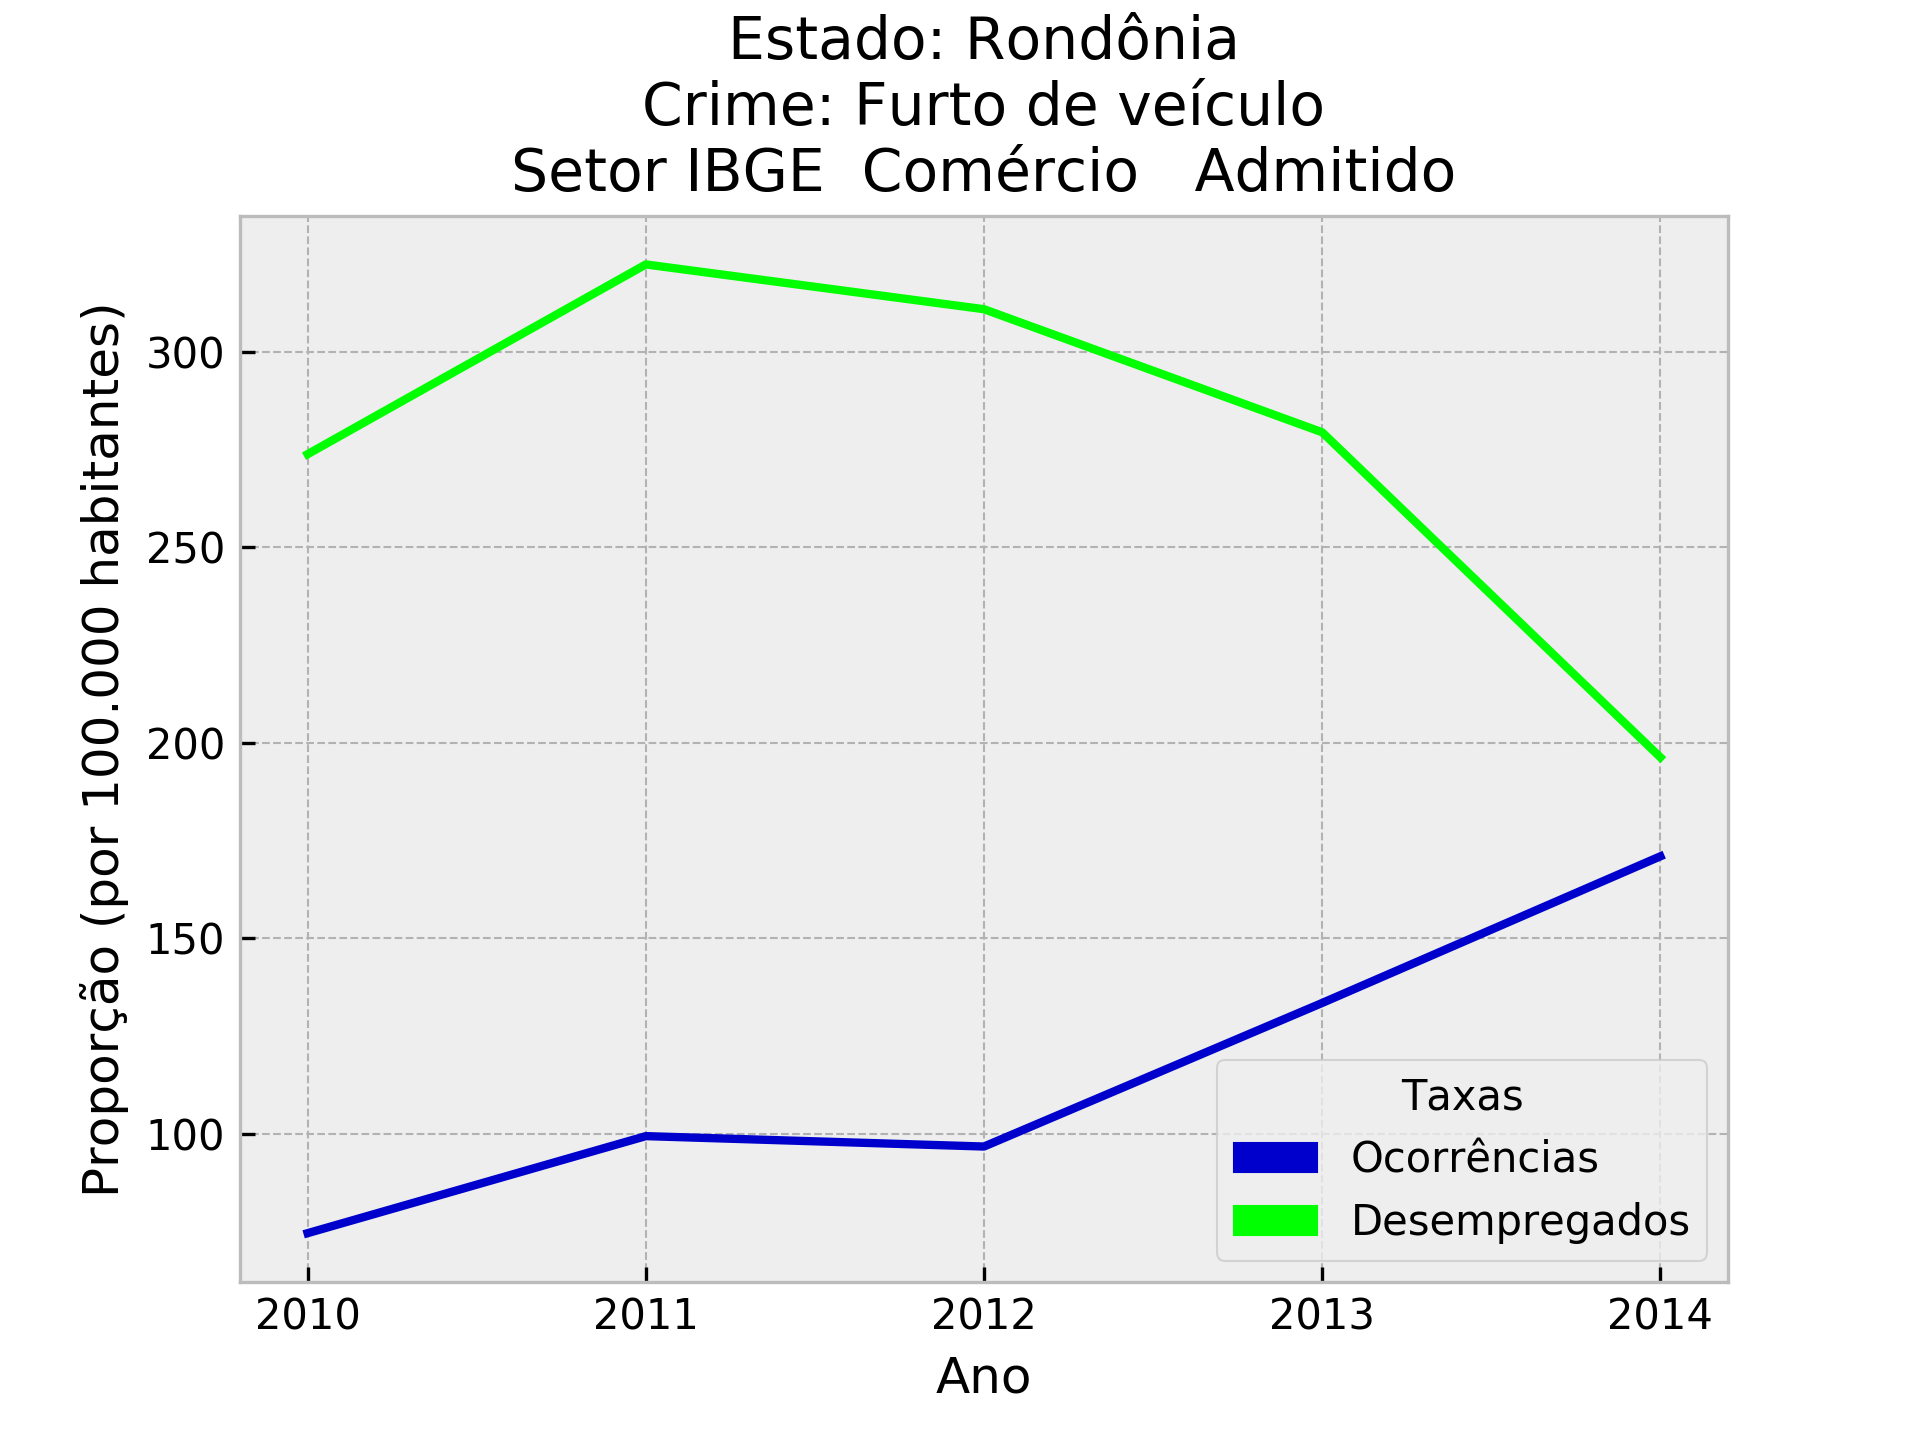 Estado: Rondônia
Crime: Furto de veículo
Setor IBGE  Comércio   Admitido
Proporção (por 100.000 habitantes)
300
250
200
150
100
Taxas
Ocorrências
Desempregados
2010
2011
2012
2013
2014
Ano